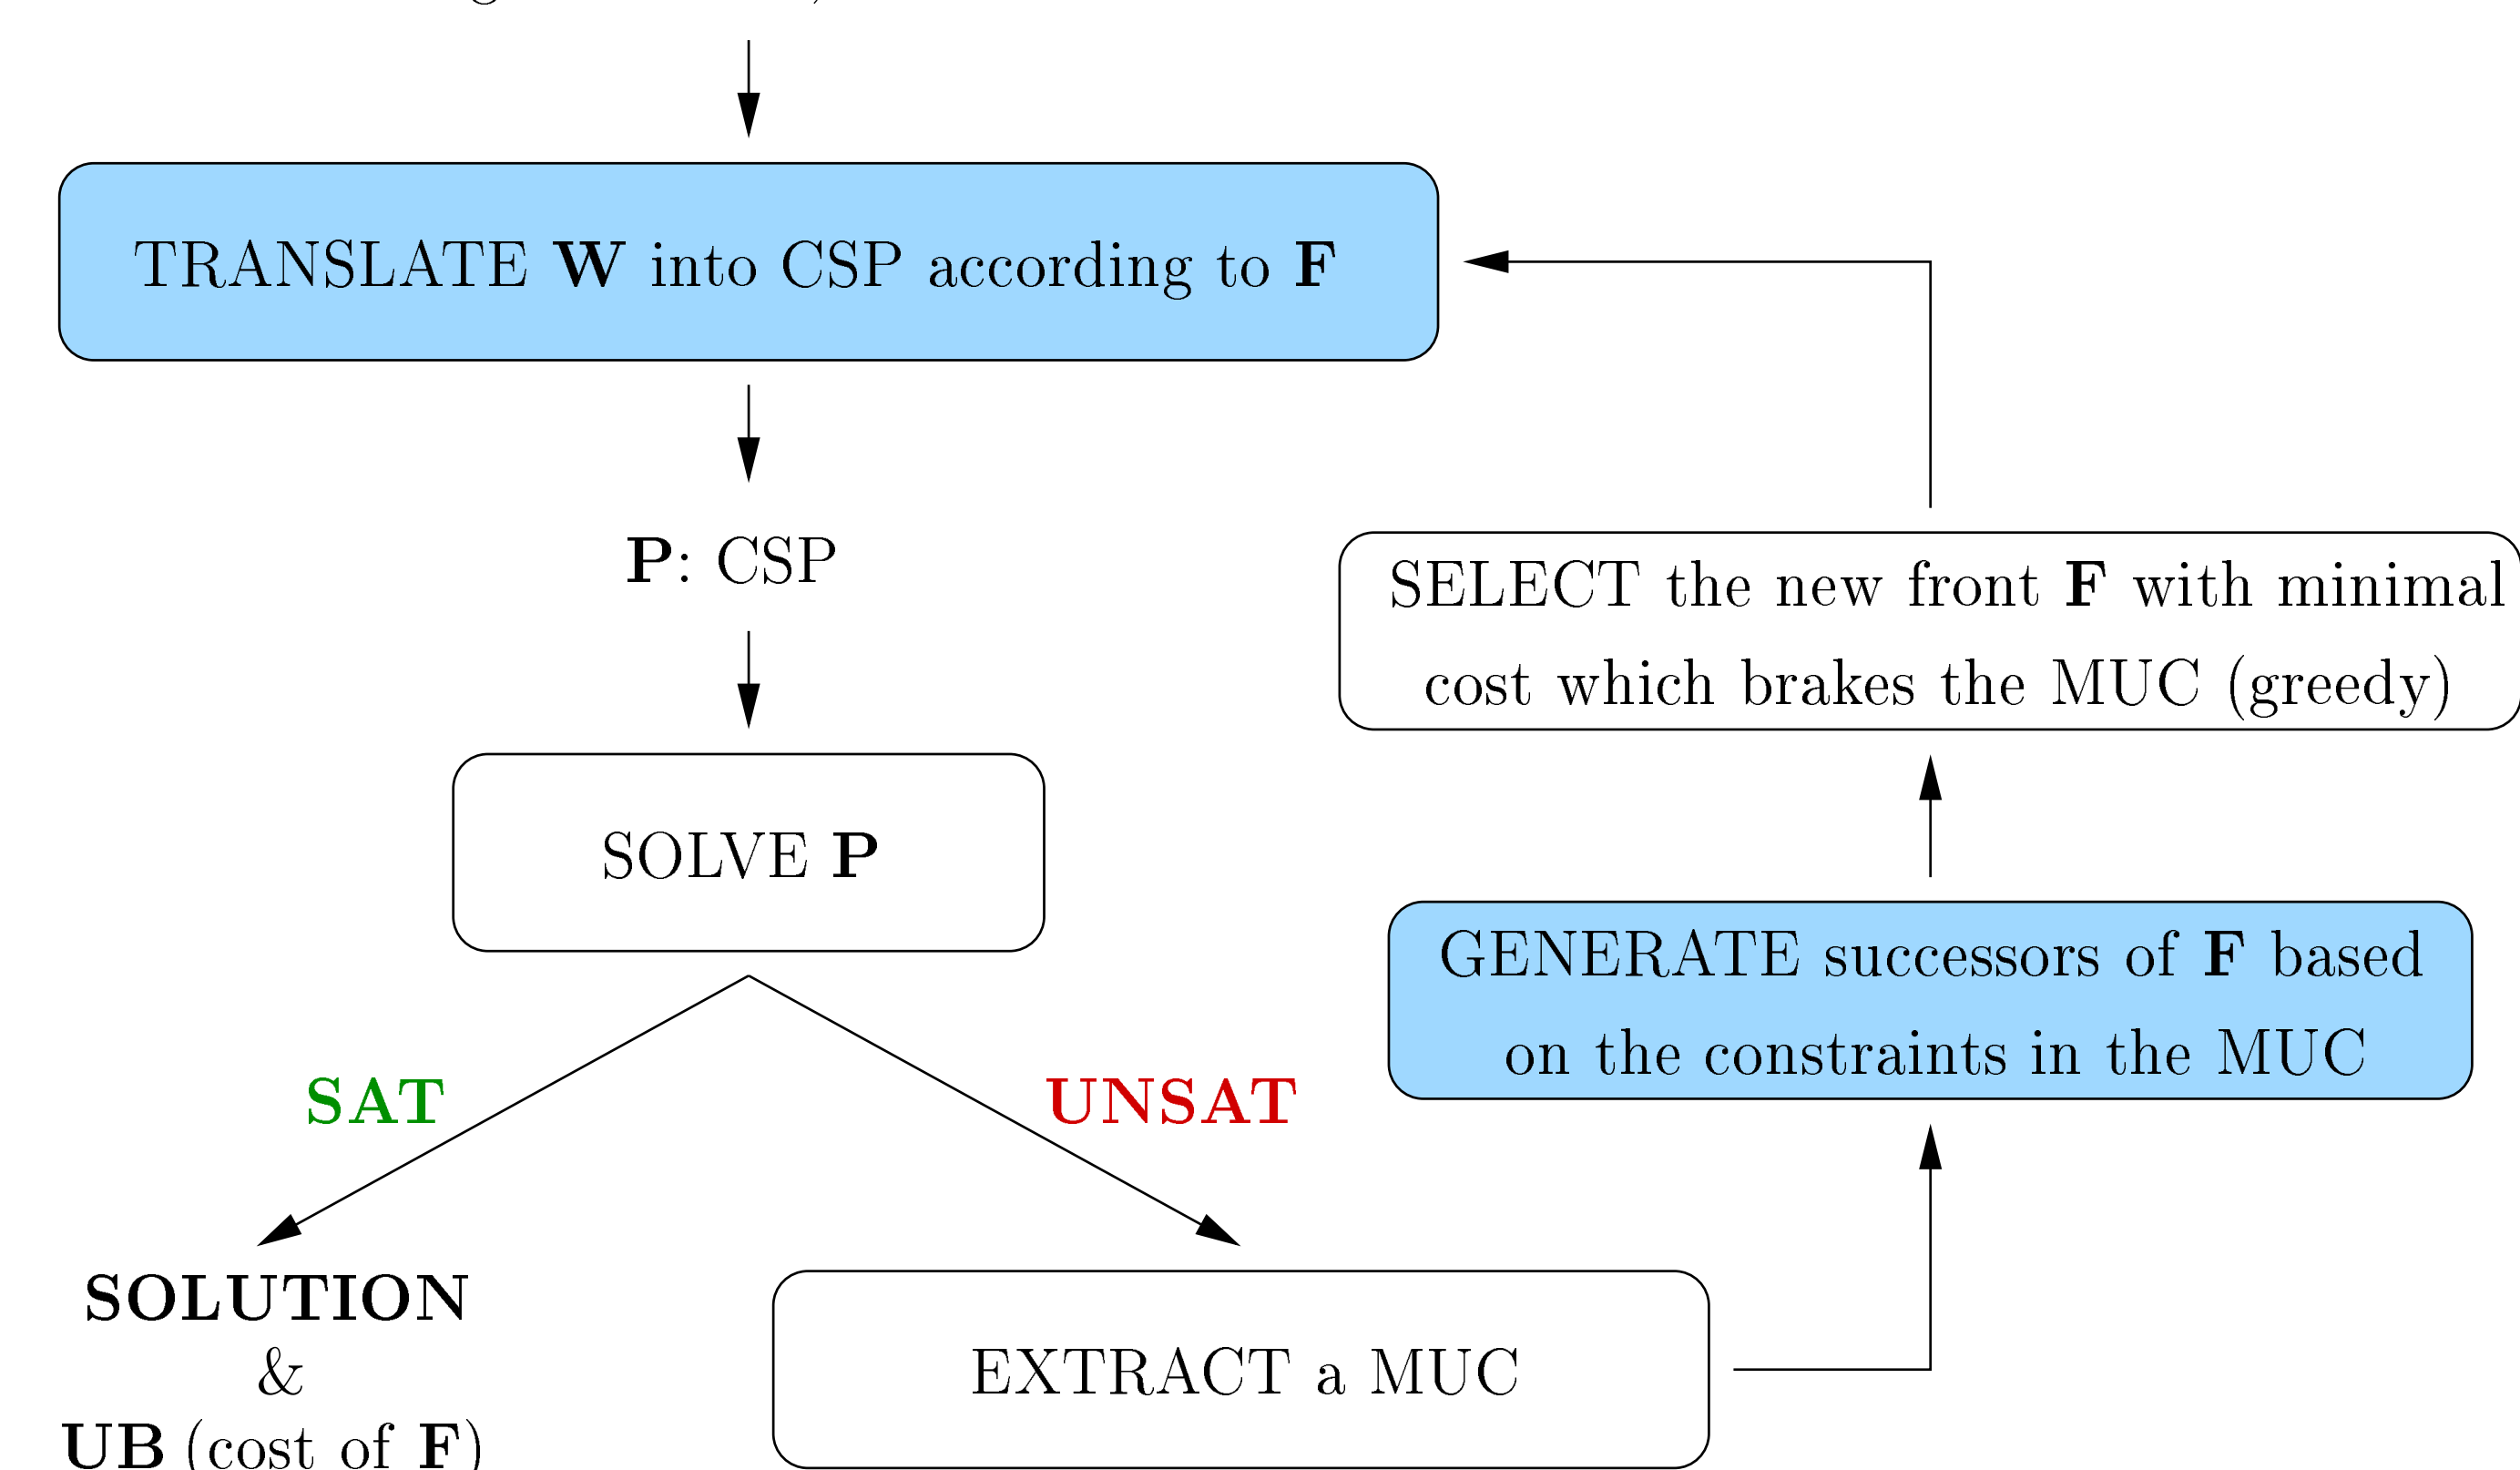 TRANSLATE W into CSP according to F
P: CSP
SELECT the new front F with minimal
cost which brakes the MUC (greedy)
SOLVE P
GENERATE successors of F based
on the constraints in the MUC
SAT
UNSAT
SOLUTION
&
UB (cost of F)
EXTRACT a MUC